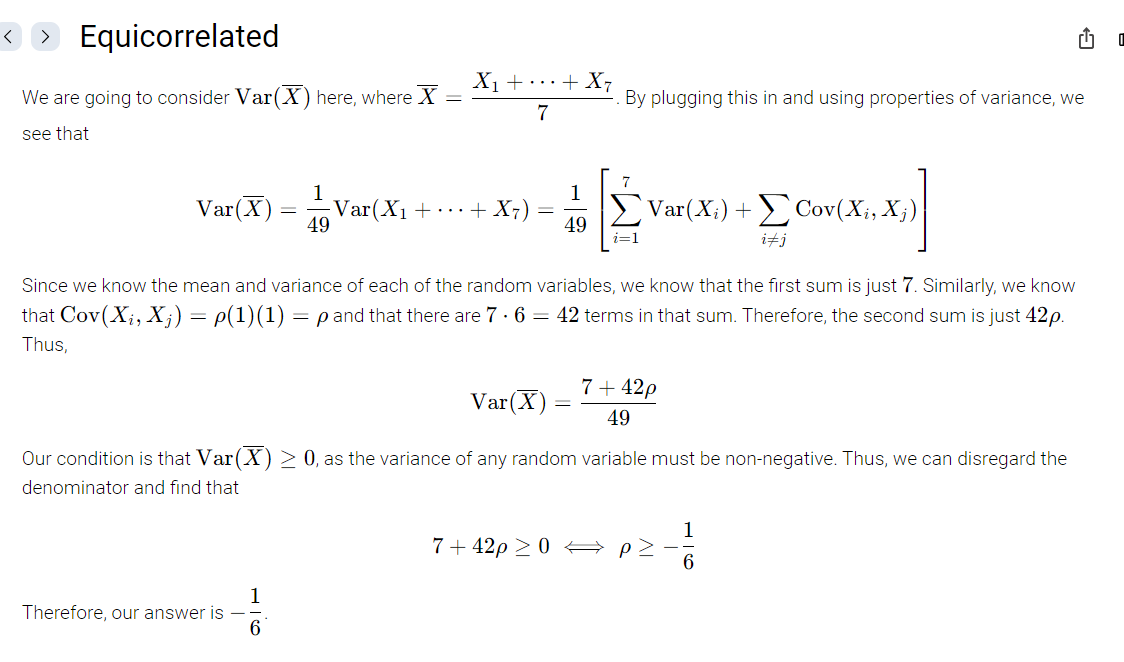 Equicorrelated
We are going to consider Var(X̅) here, where X̅ = (X₁ + ⋯ + X₇)/7. By plugging this in and using properties of variance, we
see that
Var(X̅) = 1/49 Var(X₁ + ⋯ + X₇) = 1/49 [∑_{i=1}^{7} Var(Xᵢ) + ∑_{i≠j} Cov(Xᵢ, Xⱼ)]
Since we know the mean and variance of each of the random variables, we know that the first sum is just 7. Similarly, we know
that Cov(Xᵢ, Xⱼ) = ρ(1)(1) = ρ and that there are 7 · 6 = 42 terms in that sum. Therefore, the second sum is just 42ρ.
Thus,
Var(X̅) = (7 + 42ρ)/49
Our condition is that Var(X̅) ≥ 0, as the variance of any random variable must be non-negative. Thus, we can disregard the
denominator and find that
7 + 42ρ ≥ 0 ⟺ ρ ≥ −1/6
Therefore, our answer is −1/6.